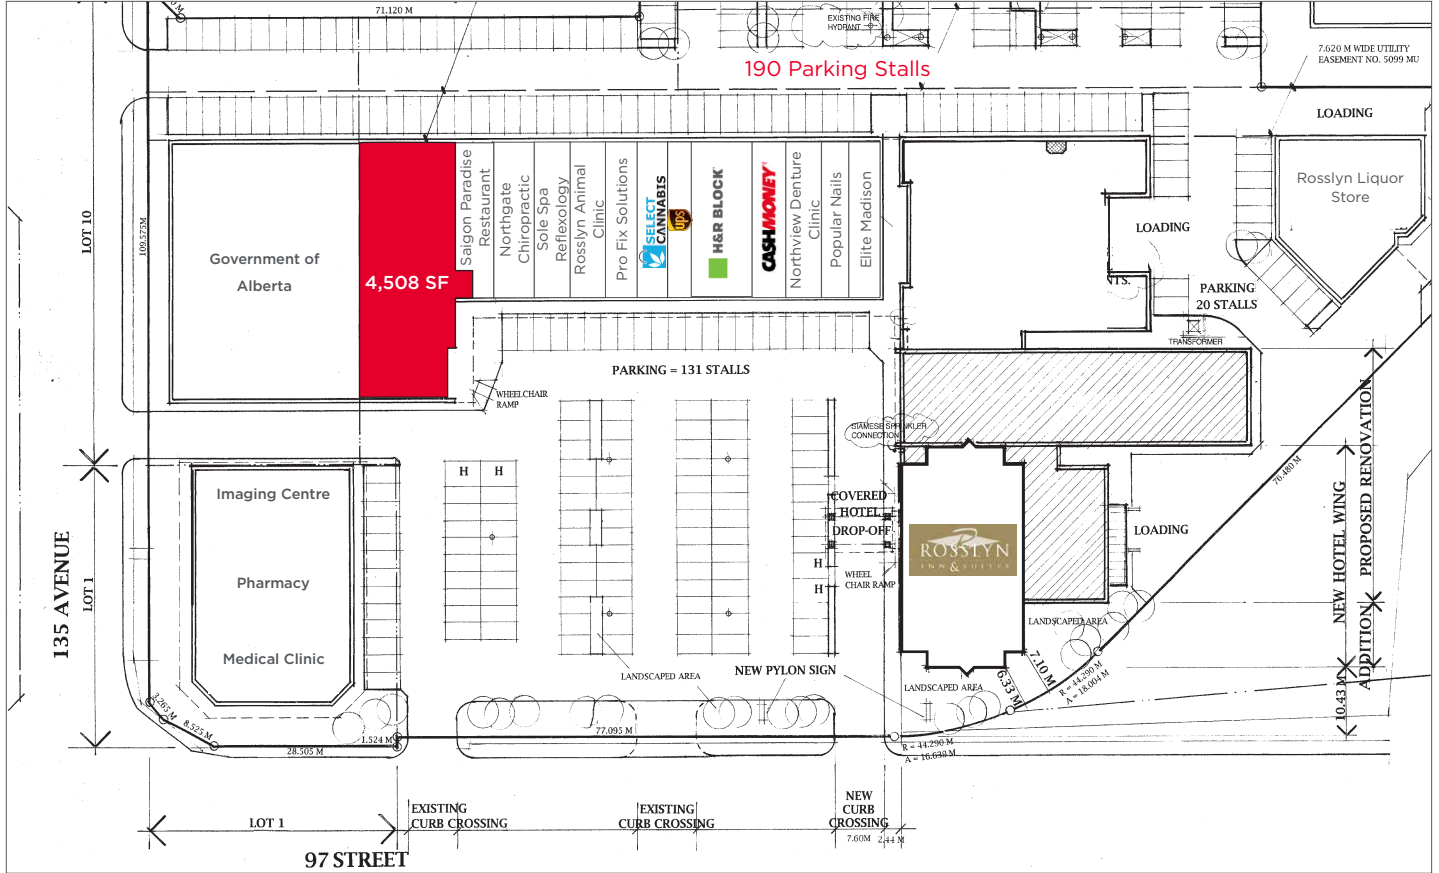 71.120 M
EXISTING FIRE
HYDRANT
190 Parking Stalls
7.620 M WIDE UTILITY
EASEMENT NO. 5099 MU
LOADING
LOT 10
109.575M
Government of
Alberta
4,508 SF
Saigon Paradise
Restaurant
Northgate
Chiropractic
Sole Spa
Reflexology
Rosslyn Animal
Clinic
Pro Fix Solutions
SELECT
CANNABIS
ups
H&R BLOCK
CASHMONEY
Northview Denture
Clinic
Popular Nails
Elite Madison
LOADING
NTS.
Rosslyn Liquor
Store
PARKING
20 STALLS
TRANSFORMER
PARKING = 131 STALLS
WHEELCHAIR
RAMP
SIAMESE SPRINKLER
CONNECTION
H H
Imaging Centre
Pharmacy
Medical Clinic
135 AVENUE
LOT 1
COVERED
HOTEL
DROP-OFF
H
H
WHEEL
CHAIR RAMP
ROSSLYN
INN & SUITES
LOADING
76.480 M
NEW HOTEL WING
PROPOSED RENOVATION
ADDITION
10.43 M
LANDSCAPED AREA
7.10 M
6.33 M
R = 44.290 M
A = 18.004 M
LANDSCAPED AREA
NEW PYLON SIGN
LANDSCAPED AREA
3.265 M
8.525 M
28.505 M
1.524 M
77.095 M
R = 44.290 M
A = 16.639 M
LOT 1
EXISTING
CURB CROSSING
EXISTING
CURB CROSSING
NEW
CURB
CROSSING
7.60M 2.44 M
97 STREET